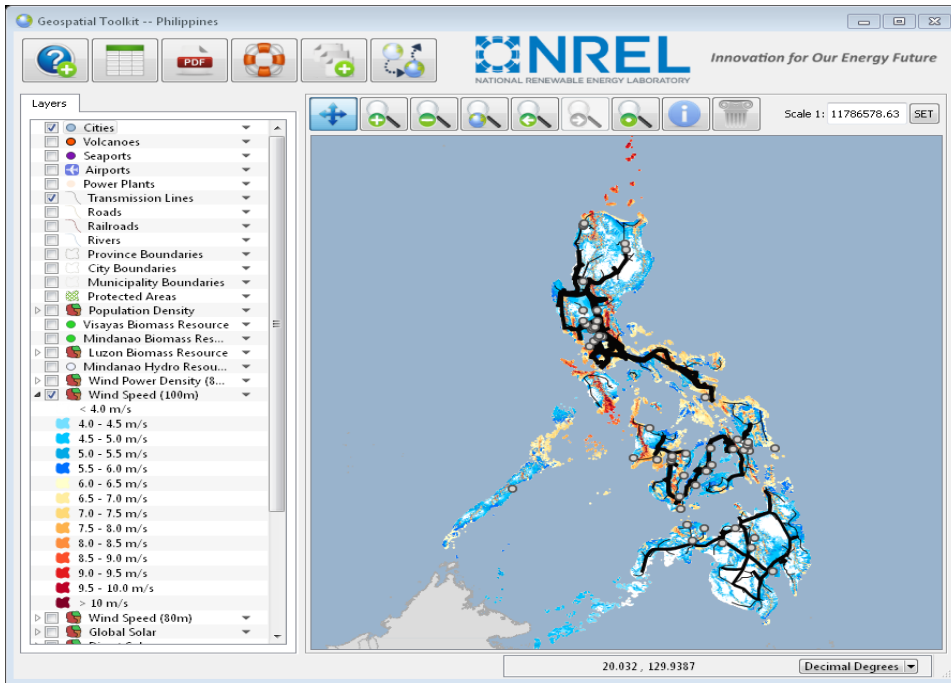 Geospatial Toolkit -- Philippines
PDF
NREL
NATIONAL RENEWABLE ENERGY LABORATORY
Innovation for Our Energy Future
Layers
Scale 1: 11786578.63 SET
Cities
Volcanoes
Seaports
Airports
Power Plants
Transmission Lines
Roads
Railroads
Rivers
Province Boundaries
City Boundaries
Municipality Boundaries
Protected Areas
Population Density
Visayas Biomass Resource
Mindanao Biomass Res...
Luzon Biomass Resource
Mindanao Hydro Resou...
Wind Power Density (8...
Wind Speed (100m)
< 4.0 m/s
4.0 - 4.5 m/s
4.5 - 5.0 m/s
5.0 - 5.5 m/s
5.5 - 6.0 m/s
6.0 - 6.5 m/s
6.5 - 7.0 m/s
7.0 - 7.5 m/s
7.5 - 8.0 m/s
8.0 - 8.5 m/s
8.5 - 9.0 m/s
9.0 - 9.5 m/s
9.5 - 10.0 m/s
> 10 m/s
Wind Speed (80m)
Global Solar
20.032 , 129.9387
Decimal Degrees